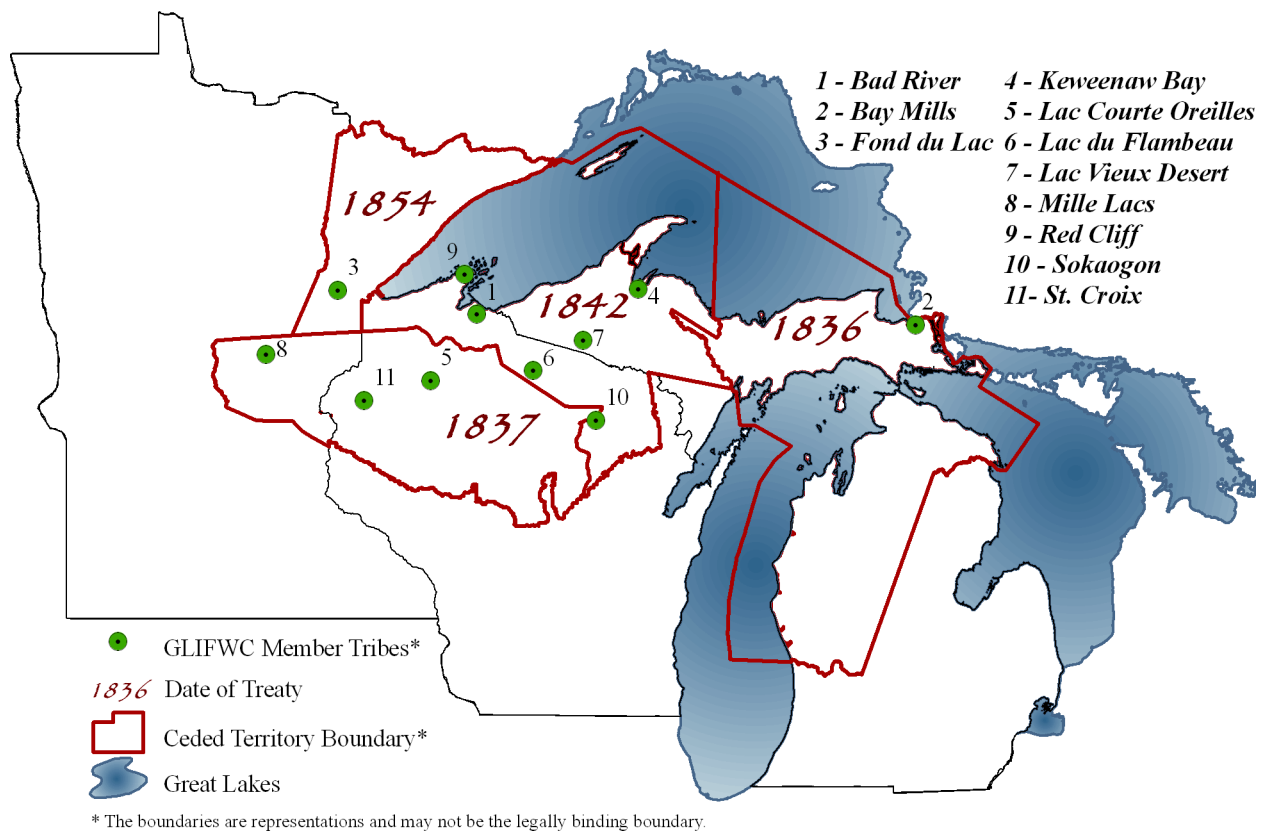 1 - Bad River
2 - Bay Mills
3 - Fond du Lac
4 - Keweenaw Bay
5 - Lac Courte Oreilles
6 - Lac du Flambeau
7 - Lac Vieux Desert
8 - Mille Lacs
9 - Red Cliff
10 - Sokaogon
11- St. Croix
1854
9
3
1
1842
4
1836
2
7
8
5
6
11
10
1837
GLIFWC Member Tribes*
1836 Date of Treaty
Ceded Territory Boundary*
Great Lakes
* The boundaries are representations and may not be the legally binding boundary.